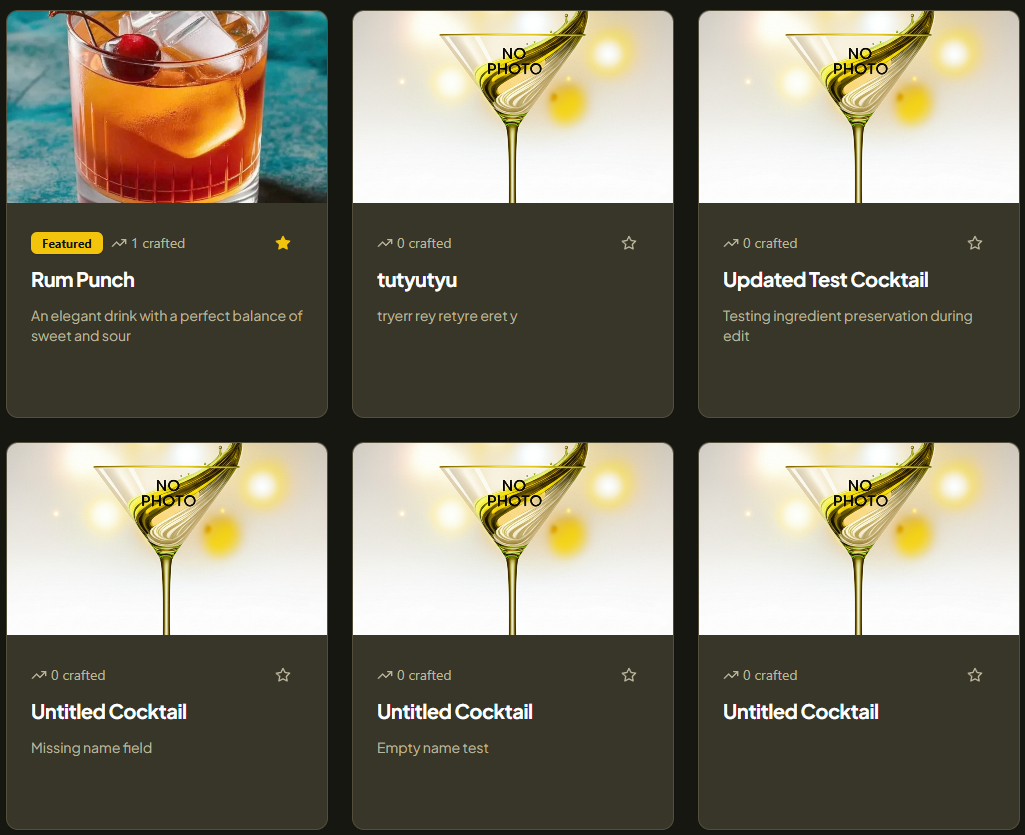 NO
PHOTO
NO
PHOTO
Featured
1 crafted
0 crafted
0 crafted
Rum Punch
tutyutyu
Updated Test Cocktail
An elegant drink with a perfect balance of
sweet and sour
tryerr rey retyre eret y
Testing ingredient preservation during
edit
NO
PHOTO
NO
PHOTO
NO
PHOTO
0 crafted
0 crafted
0 crafted
Untitled Cocktail
Untitled Cocktail
Untitled Cocktail
Missing name field
Empty name test